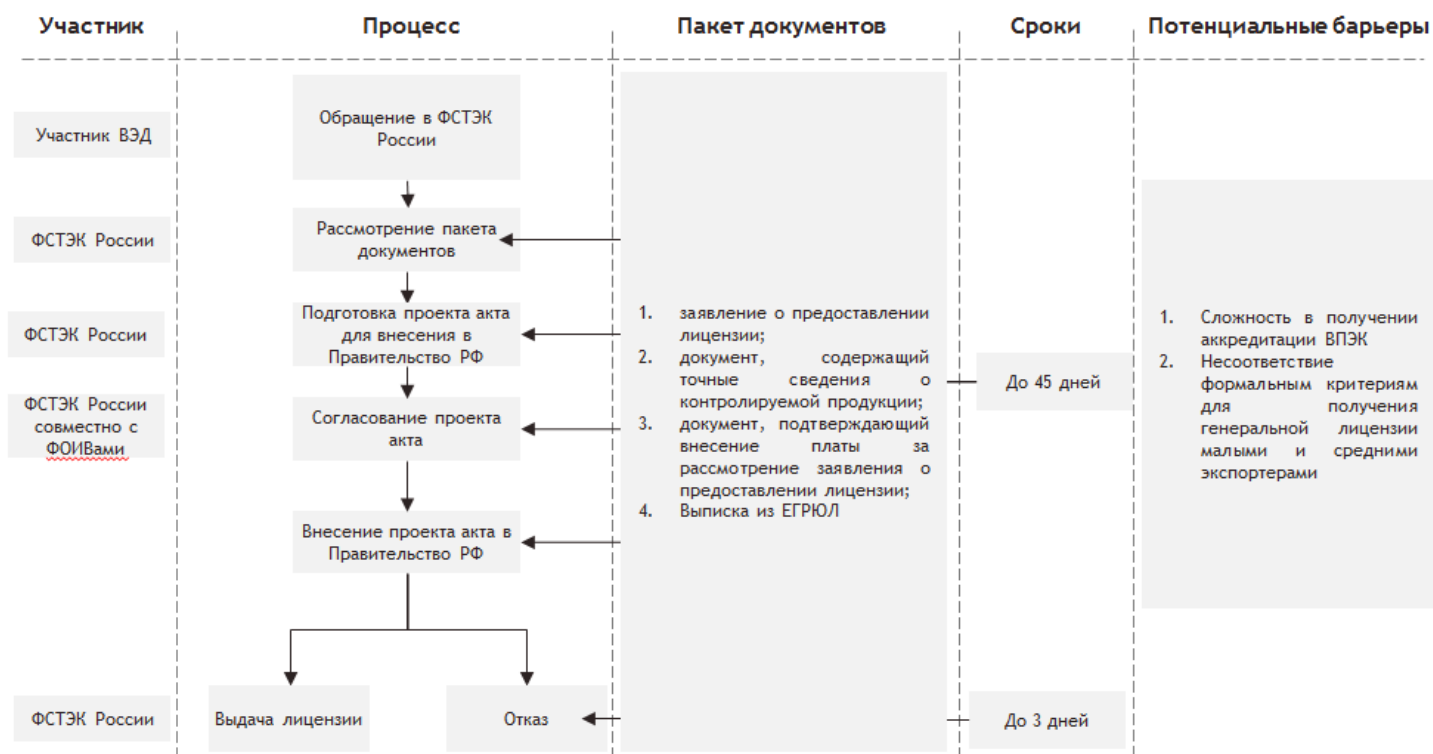 Участник
Процесс
Пакет документов
Сроки
Потенциальные барьеры
Участник ВЭД
Обращение в ФСТЭК
России
ФСТЭК России
Рассмотрение пакета
документов
ФСТЭК России
Подготовка проекта акта
для внесения в
Правительство РФ
ФСТЭК России
совместно с
ФОИВами
Согласование проекта
акта
Внесение проекта акта в
Правительство РФ
ФСТЭК России
Выдача лицензии
Отказ
1. заявление о предоставлении
лицензии;
2. документ, содержащий
точные сведения о
контролируемой продукции;
3. документ, подтверждающий
внесение платы за
рассмотрение заявления о
предоставлении лицензии;
4. Выписка из ЕГРЮЛ
До 45 дней
До 3 дней
1. Сложность в получении
аккредитации ВПЭК
2. Несоответствие
формальным критериям
для получения
генеральной лицензии
малыми и средними
экспортерами